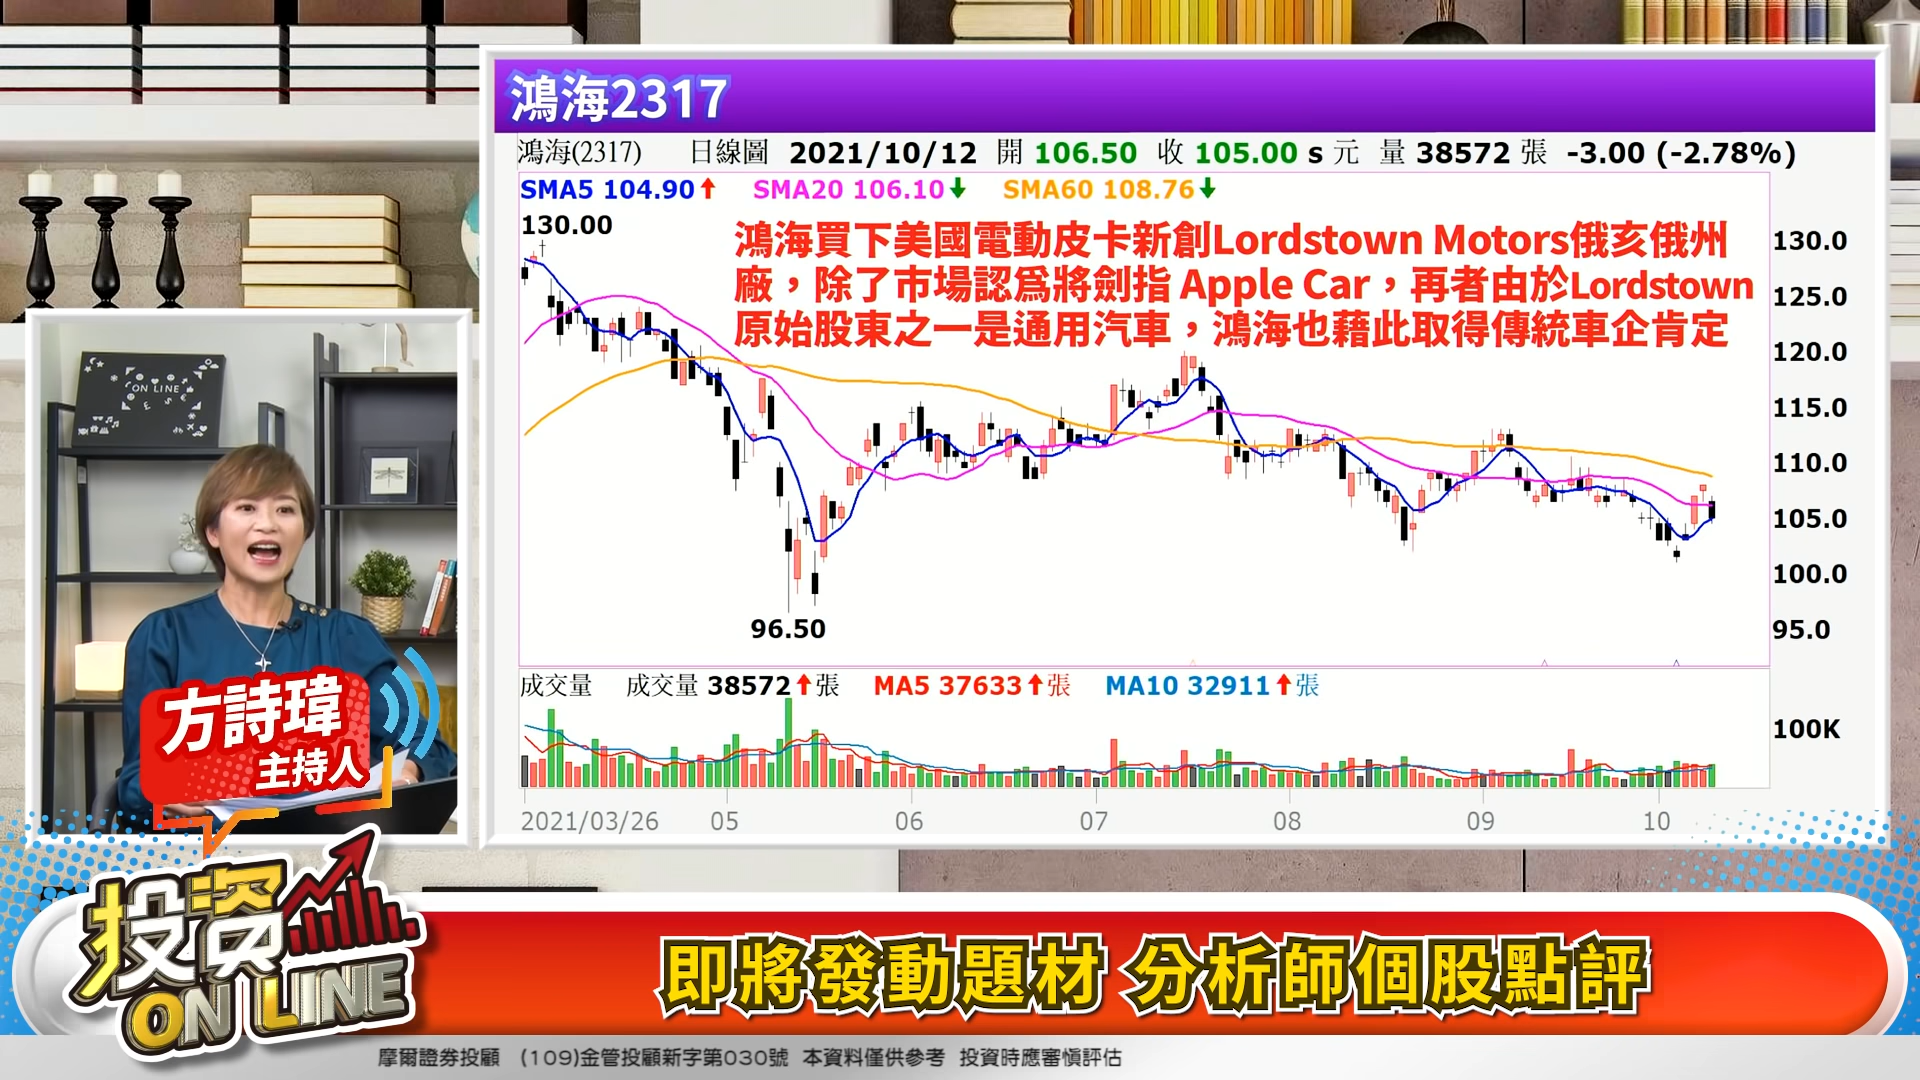 鴻海2317
鴻海(2317) 日線圖 2021/10/12 開 106.50 收 105.00 s 元 量 38572 張 -3.00 (-2.78%)
SMA5 104.90 SMA20 106.10 SMA60 108.76
130.00
鴻海買下美國電動皮卡新創Lordstown Motors俄亥俄州
廠，除了市場認爲將劍指 Apple Car，再者由於Lordstown
原始股東之一是通用汽車，鴻海也藉此取得傳統車企肯定
130.0
125.0
120.0
115.0
110.0
105.0
100.0
95.0
96.50
成交量 成交量 38572 張 MA5 37633 張 MA10 32911 張
100K
2021/03/26 05 06 07 08 09 10
ON LINE
方詩瑋
主持人
投資
ON LINE
即將發動題材 分析師個股點評
摩爾證券投顧 (109)金管投顧新字第030號 本資料僅供參考 投資時應審慎評估